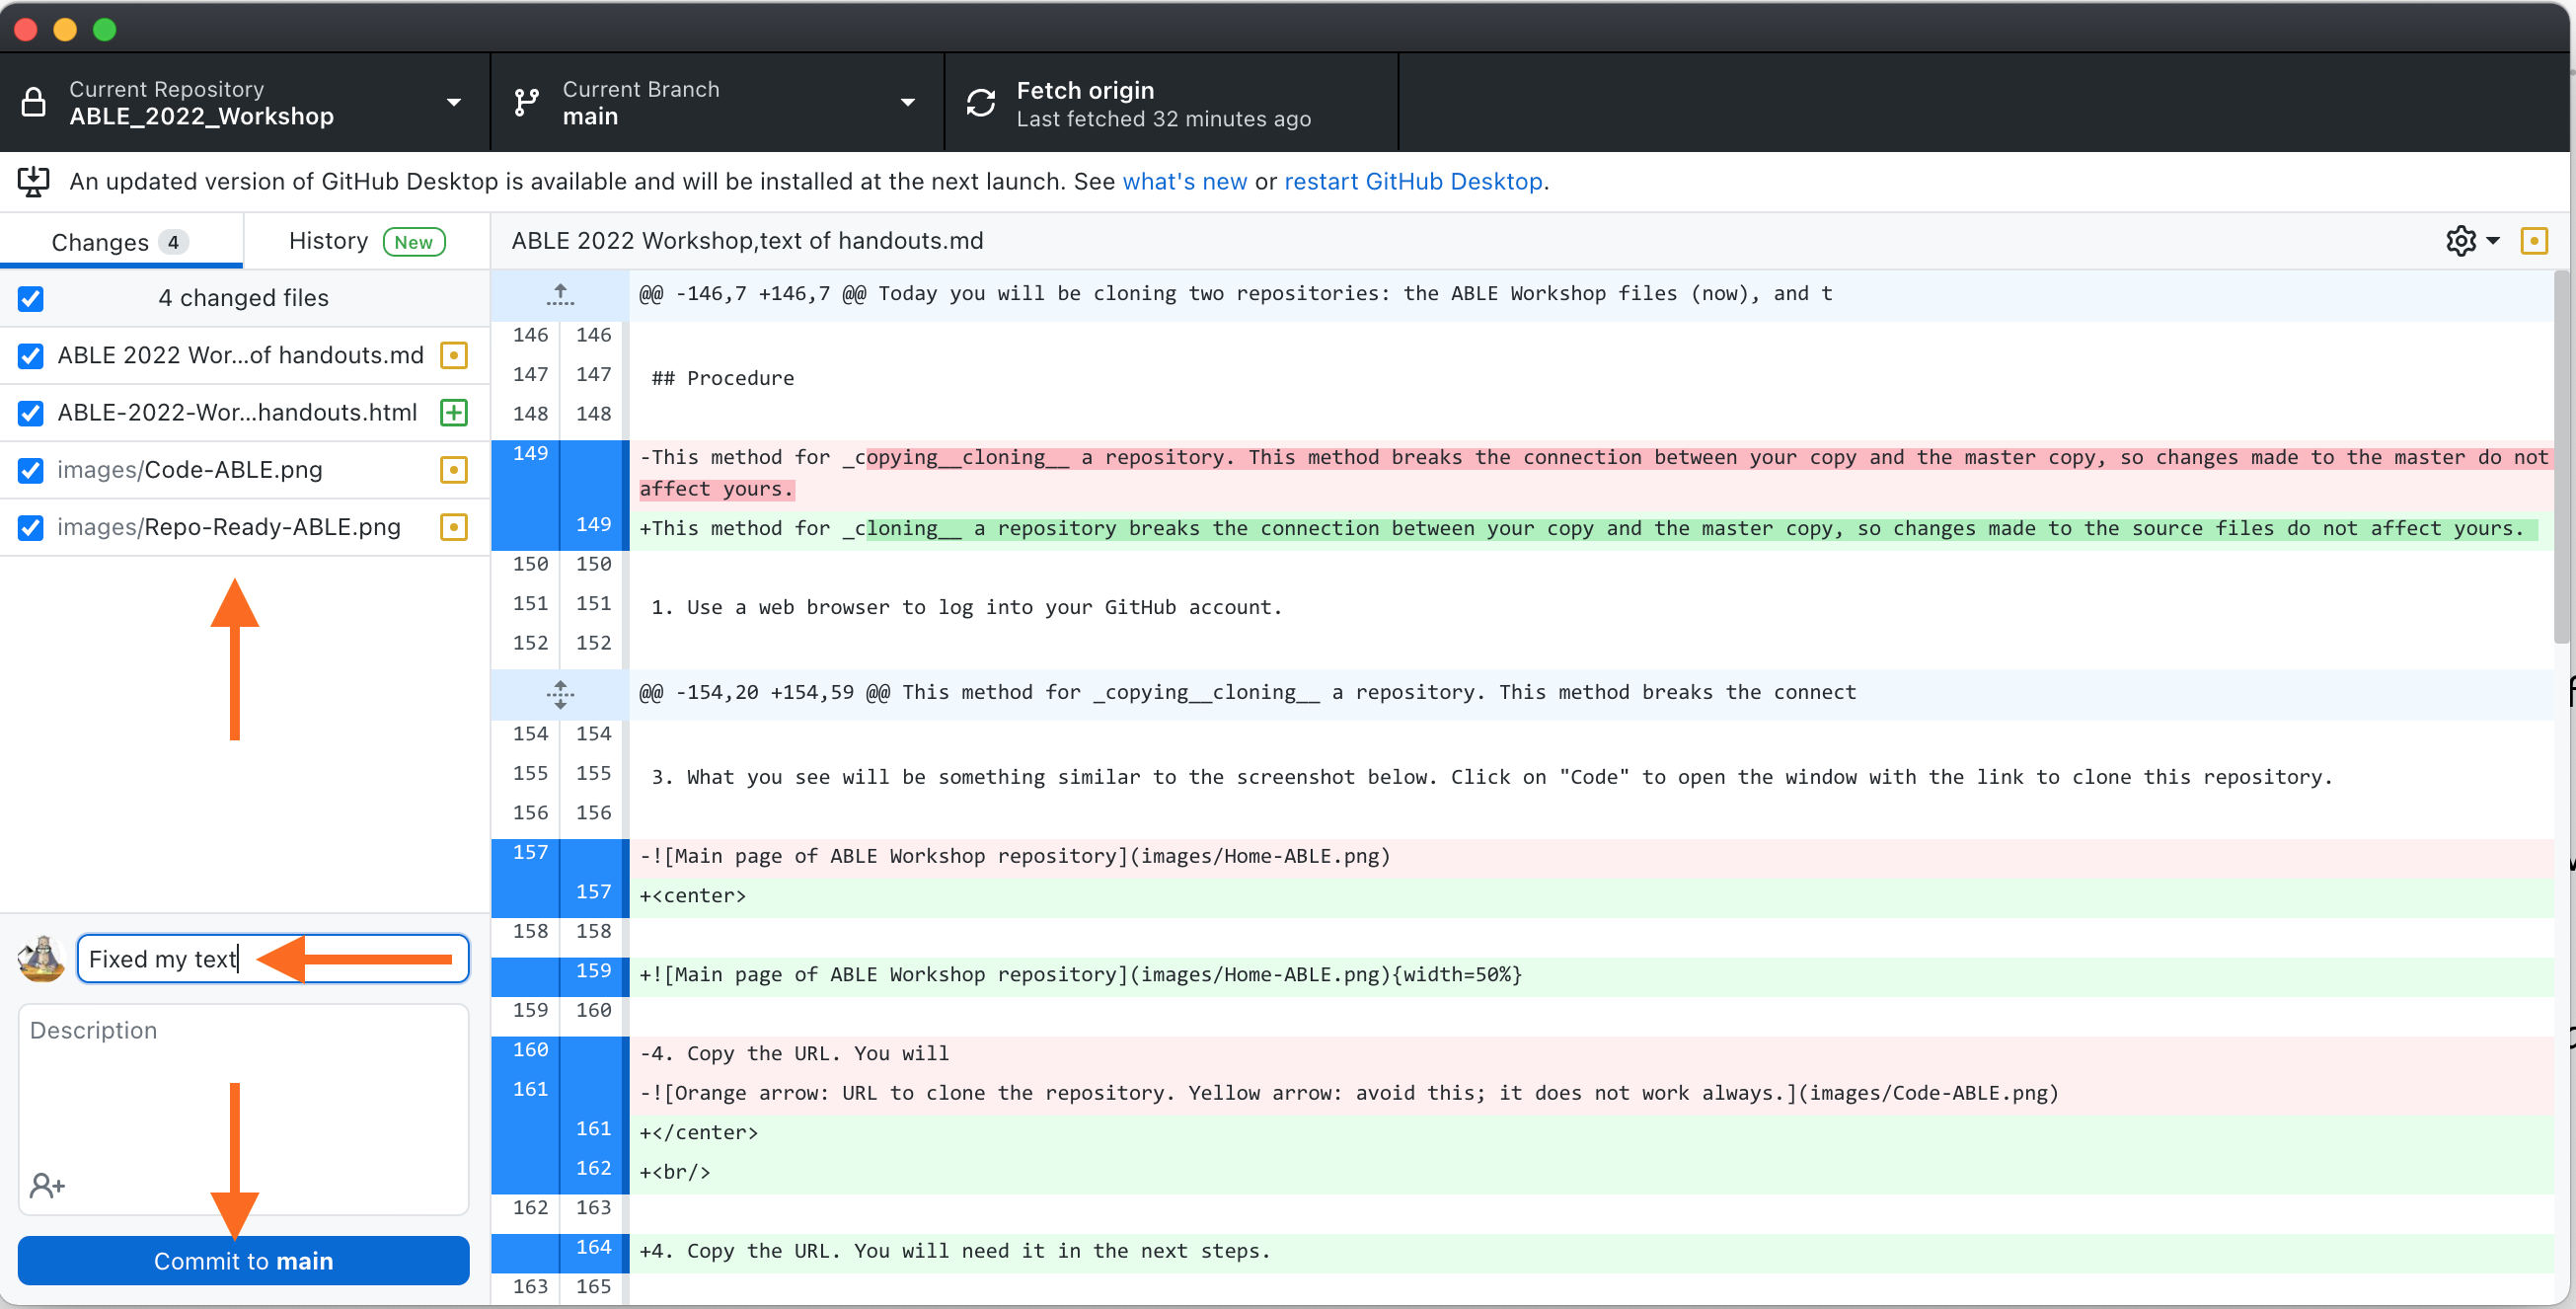 Current Repository
ABLE_2022_Workshop
Current Branch
main
Fetch origin
Last fetched 32 minutes ago
An updated version of GitHub Desktop is available and will be installed at the next launch. See what's new or restart GitHub Desktop.
Changes 4
History New
4 changed files
ABLE 2022 Wor...of handouts.md
ABLE-2022-Wor...handouts.html
images/Code-ABLE.png
images/Repo-Ready-ABLE.png
Fixed my text
Description
Commit to main
ABLE 2022 Workshop,text of handouts.md
@@ -146,7 +146,7 @@ Today you will be cloning two repositories: the ABLE Workshop files (now), and t
146 146
147 147 ## Procedure
148 148
149 -This method for _copying__cloning__ a repository. This method breaks the connection between your copy and the master copy, so changes made to the master do not
affect yours.
149 +This method for _cloning__ a repository breaks the connection between your copy and the master copy, so changes made to the source files do not affect yours.
150 150
151 151 1. Use a web browser to log into your GitHub account.
152 152
@@ -154,20 +154,59 @@ This method for _copying__cloning__ a repository. This method breaks the connect
154 154
155 155 3. What you see will be something similar to the screenshot below. Click on "Code" to open the window with the link to clone this repository.
156 156
157 -![Main page of ABLE Workshop repository](images/Home-ABLE.png)
157 +<center>
158 158
159 +![Main page of ABLE Workshop repository](images/Home-ABLE.png){width=50%}
159 160
160 -4. Copy the URL. You will
161 -![Orange arrow: URL to clone the repository. Yellow arrow: avoid this; it does not work always.](images/Code-ABLE.png)
161 +</center>
162 +<br/>
162 163
164 +4. Copy the URL. You will need it in the next steps.
163 165